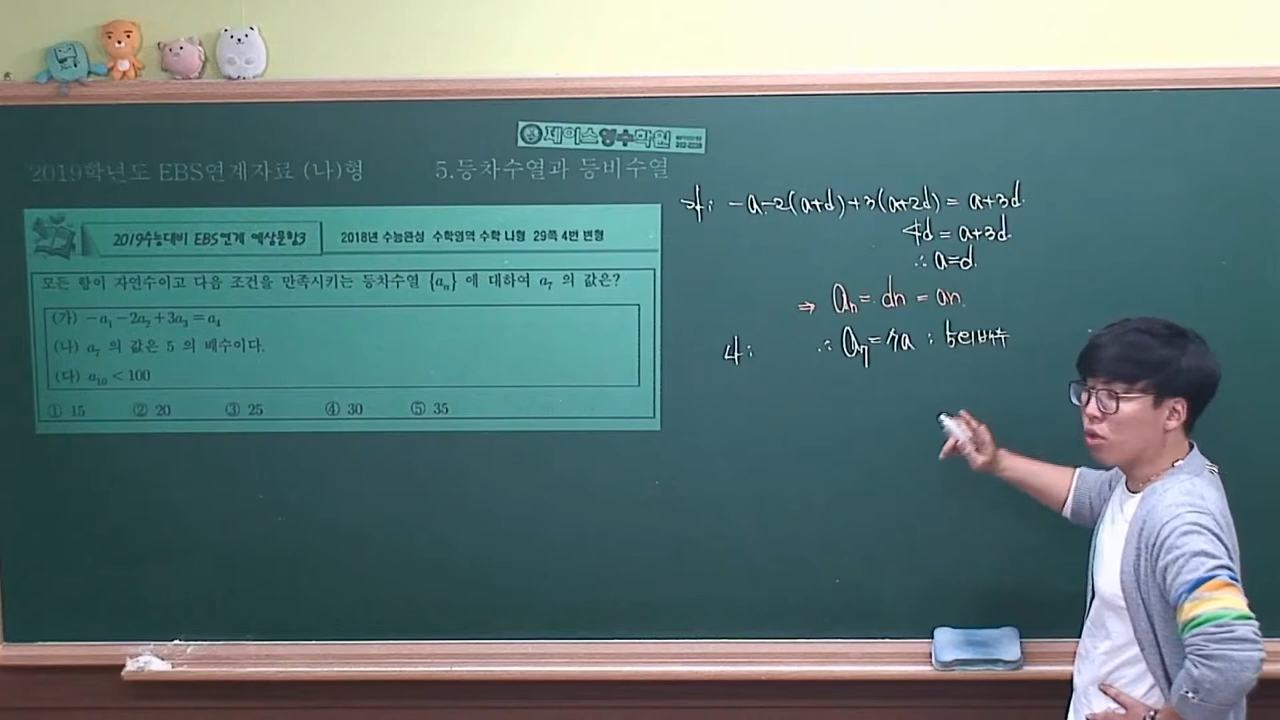 제이스영수학원
2019학년도 EBS연계자료 (나)형 5.등차수열과 등비수열
2019수능대비 EBS연계 예상문항3 2018년 수능완성 수학영역 수학 나형 29쪽 4번 변형
모든 항이 자연수이고 다음 조건을 만족시키는 등차수열 {aₙ} 에 대하여 a₇ 의 값은?
(가) −a₁−2a₂+3a₃=a₄
(나) a₇ 의 값은 5 의 배수이다.
(다) a₁₀ < 100
① 15 ② 20 ③ 25 ④ 30 ⑤ 35
가: −a−2(a+d)+3(a+2d) = a+3d.
4d = a+3d.
∴ a=d.
⇒ aₙ = dn = an.
나: ∴ a₇ = 7a : 5의배수